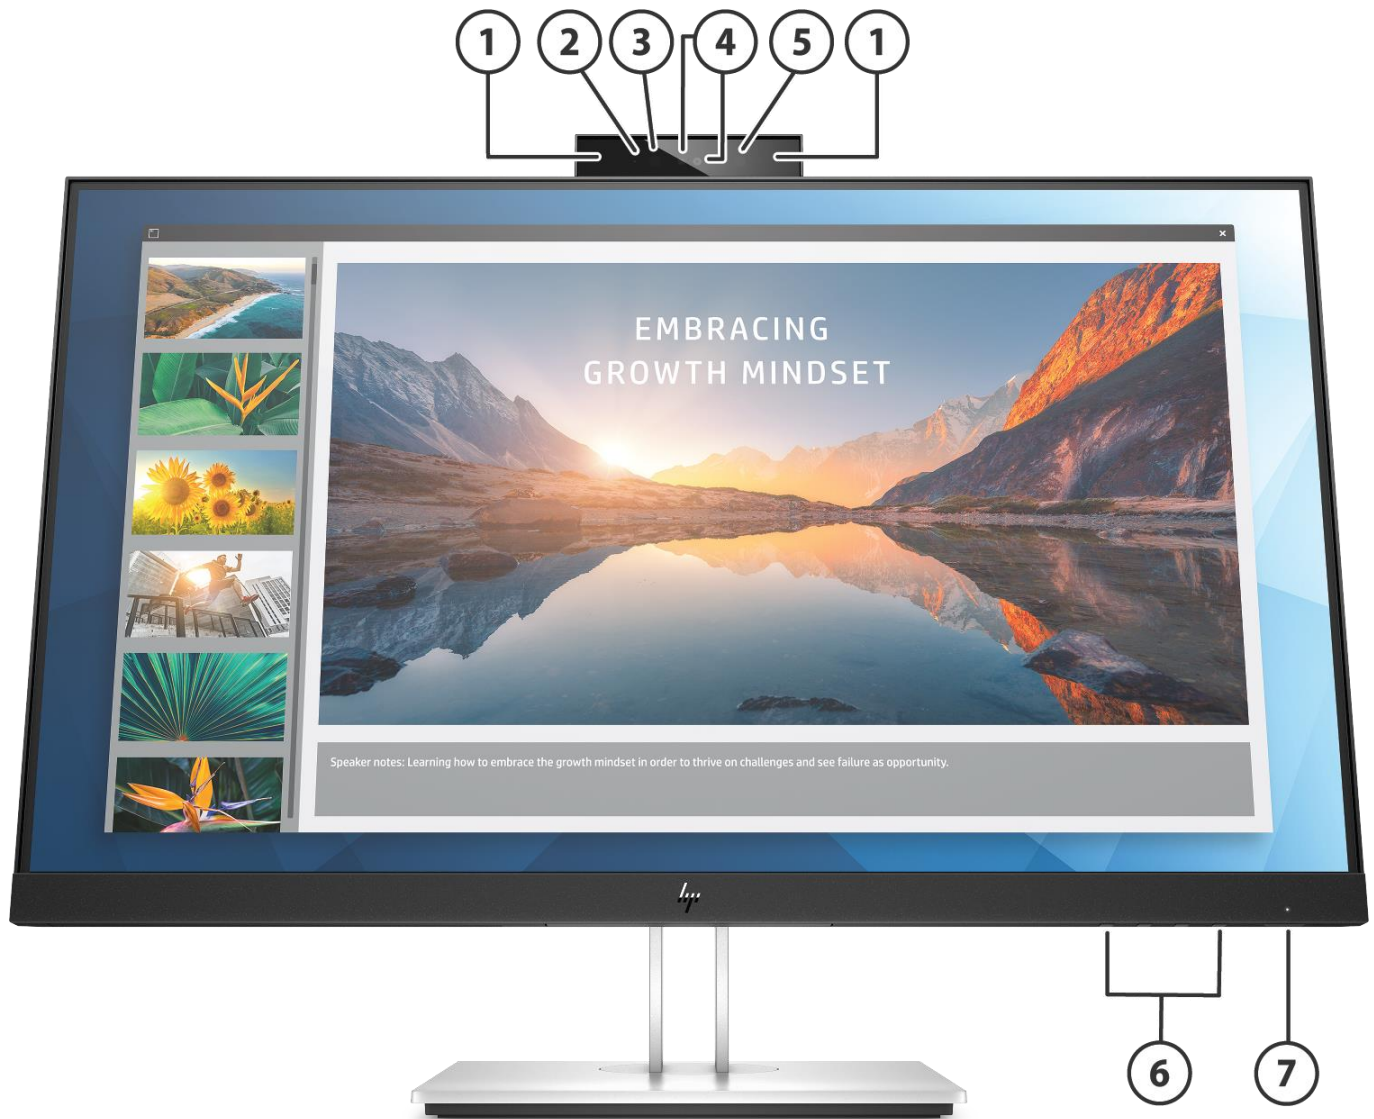 1 2 3 4 5 1
EMBRACING
GROWTH MINDSET
Speaker notes: Learning how to embrace the growth mindset in order to thrive on challenges and see failure as opportunity.
hp
6 7